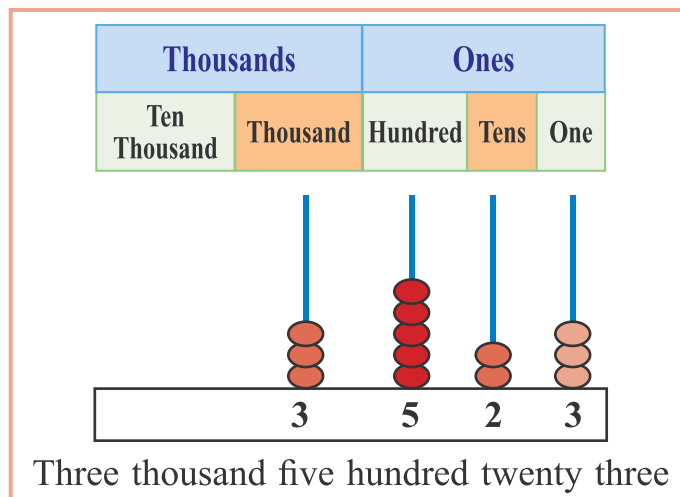 Thousands Ones
Ten Thousand Thousand Hundred Tens One
3 5 2 3
Three thousand five hundred twenty three